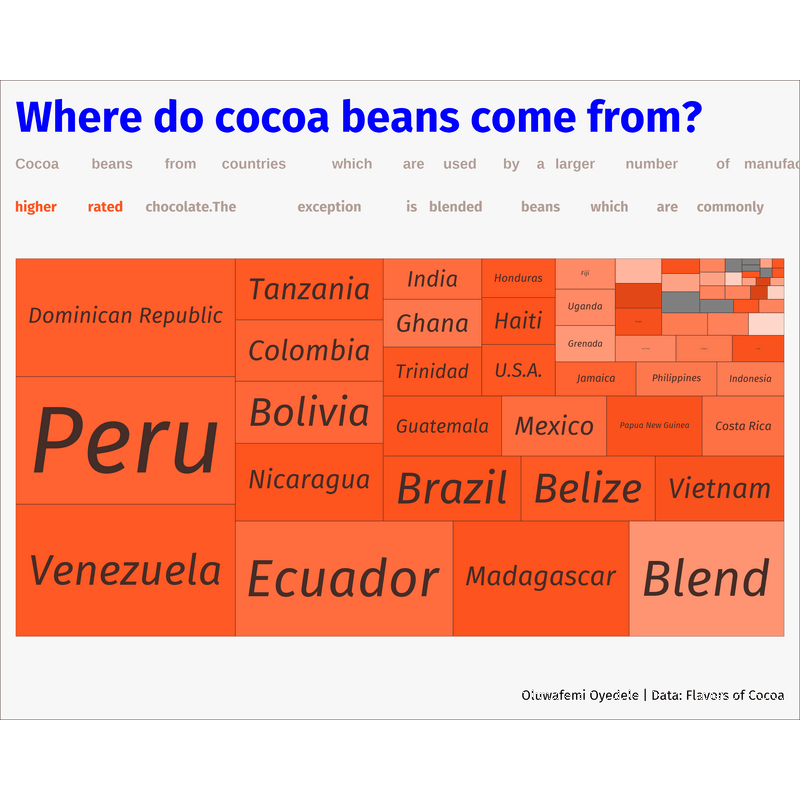 Where do cocoa beans come from?
Cocoa beans from countries which are used by a larger number of manufac
higher rated chocolate.The exception is blended beans which are commonly
Dominican Republic
Peru
Venezuela
Tanzania
Colombia
Bolivia
Nicaragua
Ecuador
India
Ghana
Trinidad
Honduras
Haiti
U.S.A.
Fiji
Uganda
Grenada
Jamaica
Philippines
Indonesia
Guatemala
Mexico
Papua New Guinea
Costa Rica
Brazil
Belize
Vietnam
Madagascar
Blend
Oluwafemi Oyedele | Data: Flavors of Cocoa